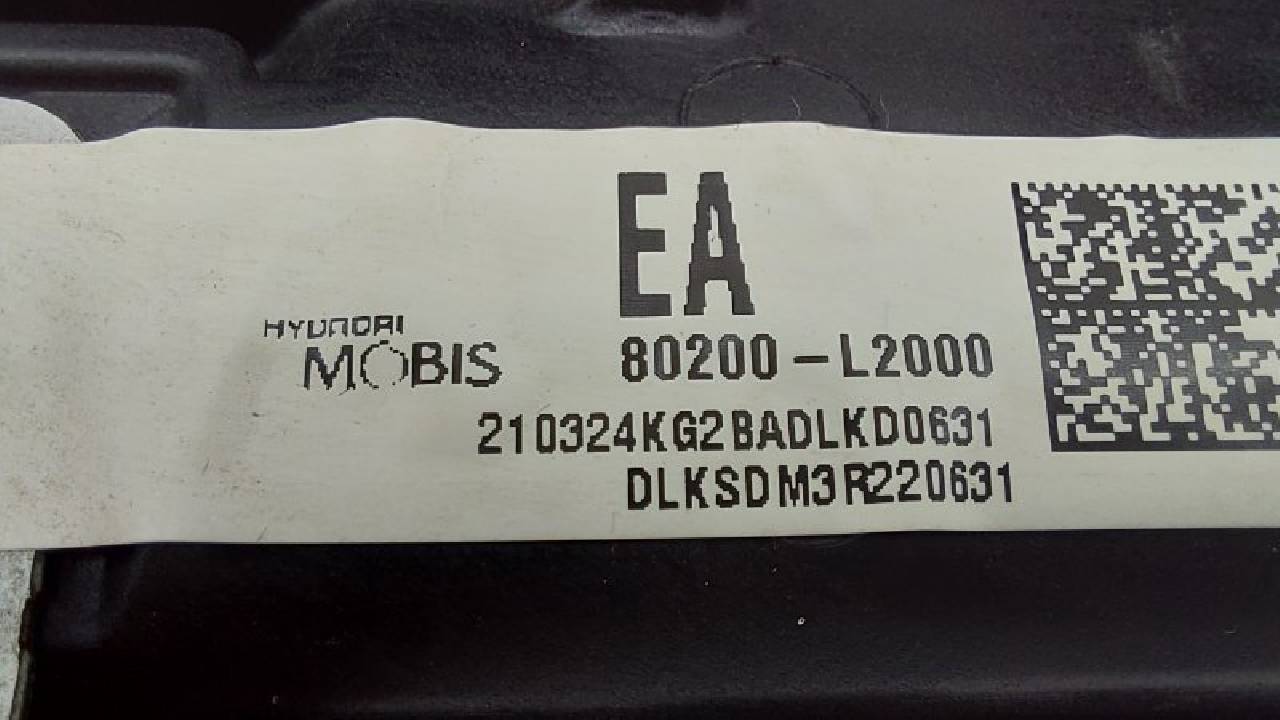 EA
HYUNDAI
MOBIS
80200-L2000
210324KG2BADLKD0631
DLKSDM3R220631